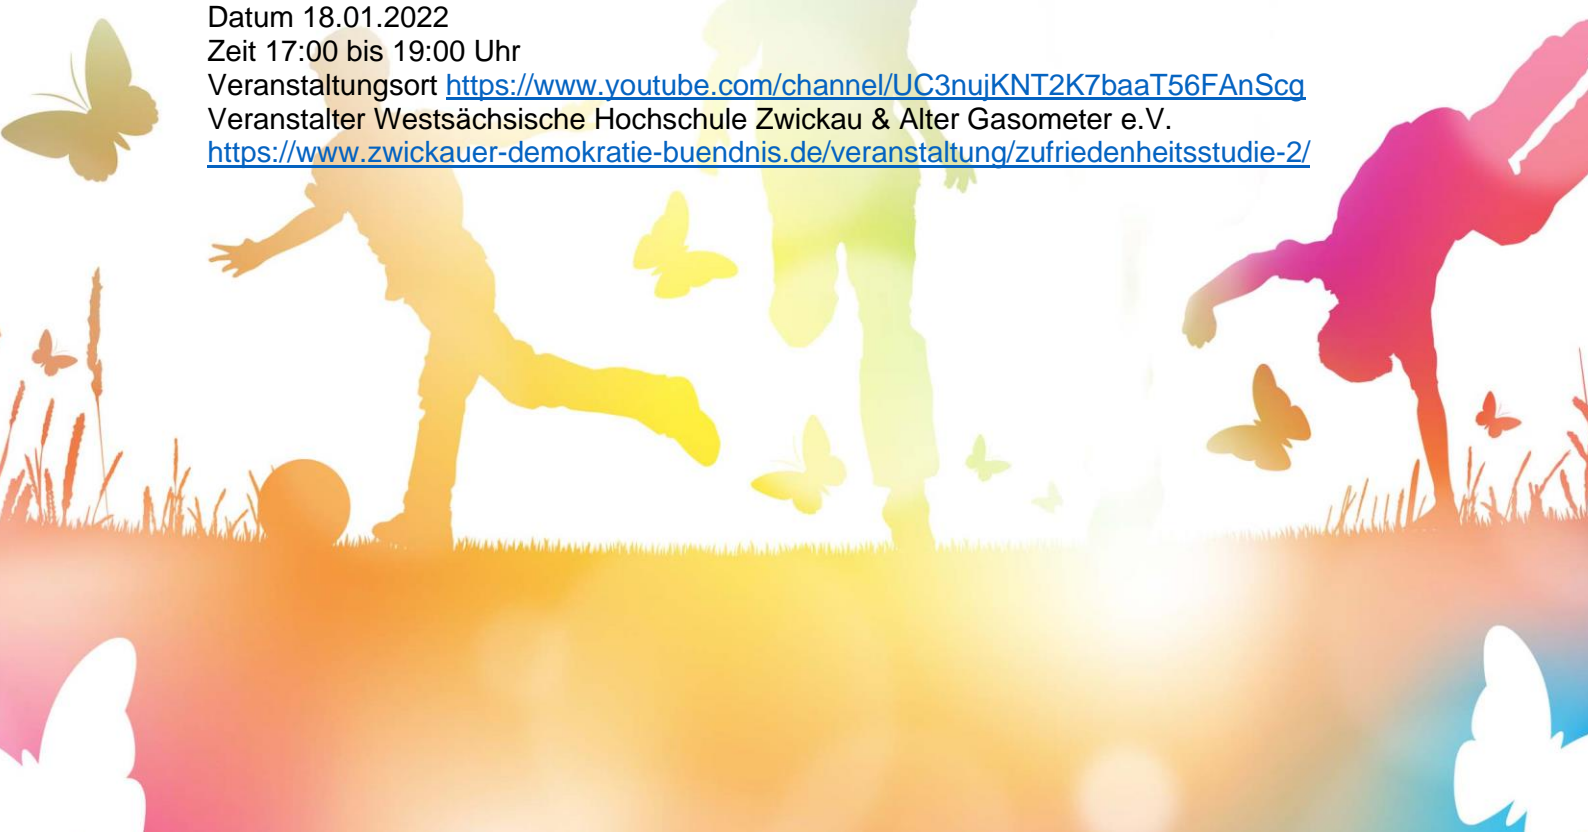 Datum 18.01.2022
Zeit 17:00 bis 19:00 Uhr
Veranstaltungsort https://www.youtube.com/channel/UC3nujKNT2K7baaT56FAnScg
Veranstalter Westsächsische Hochschule Zwickau & Alter Gasometer e.V.
https://www.zwickauer-demokratie-buendnis.de/veranstaltung/zufriedenheitsstudie-2/